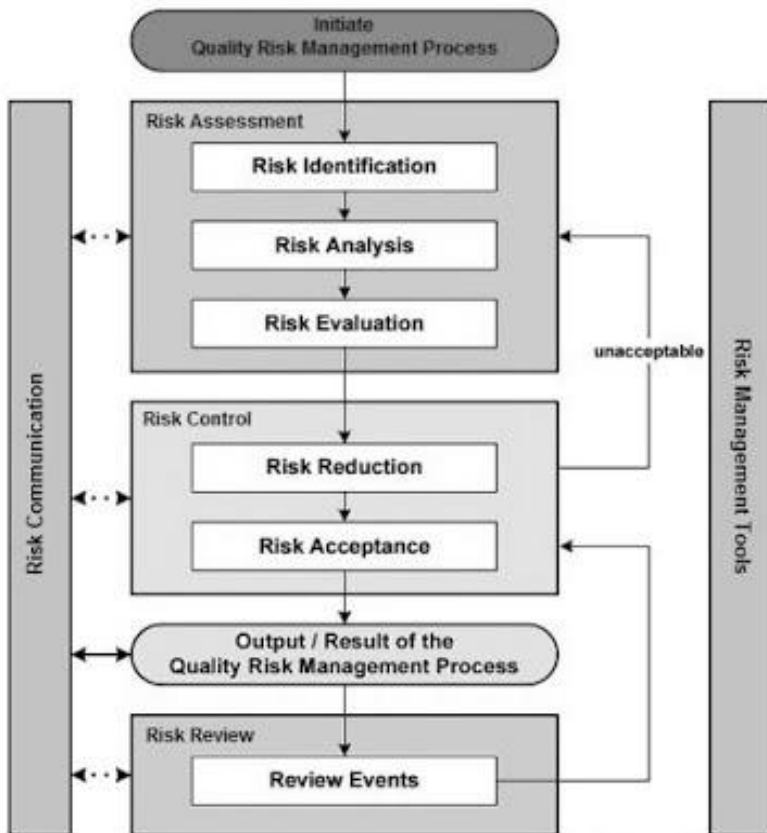 Initiate
Quality Risk Management Process
Risk Assessment
Risk Identification
Risk Analysis
Risk Evaluation
unacceptable
Risk Control
Risk Reduction
Risk Acceptance
Output / Result of the
Quality Risk Management Process
Risk Review
Review Events
Risk Communication
Risk Management Tools